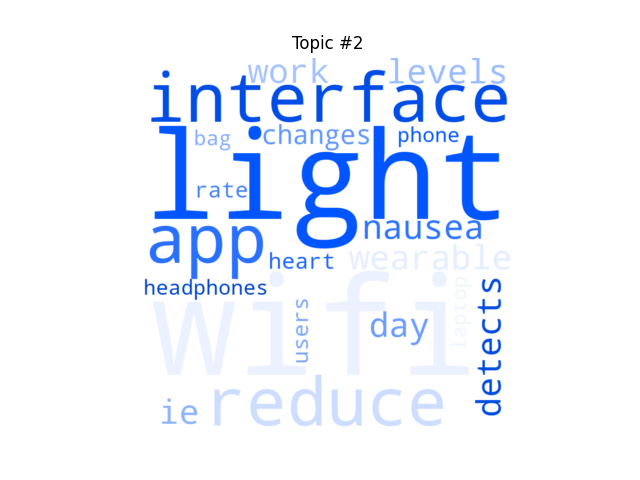 Topic #2
work levels
interface
bag changes phone
light
rate
app nausea
heart wearable
headphones
wifi
users day laptop detects
ie reduce